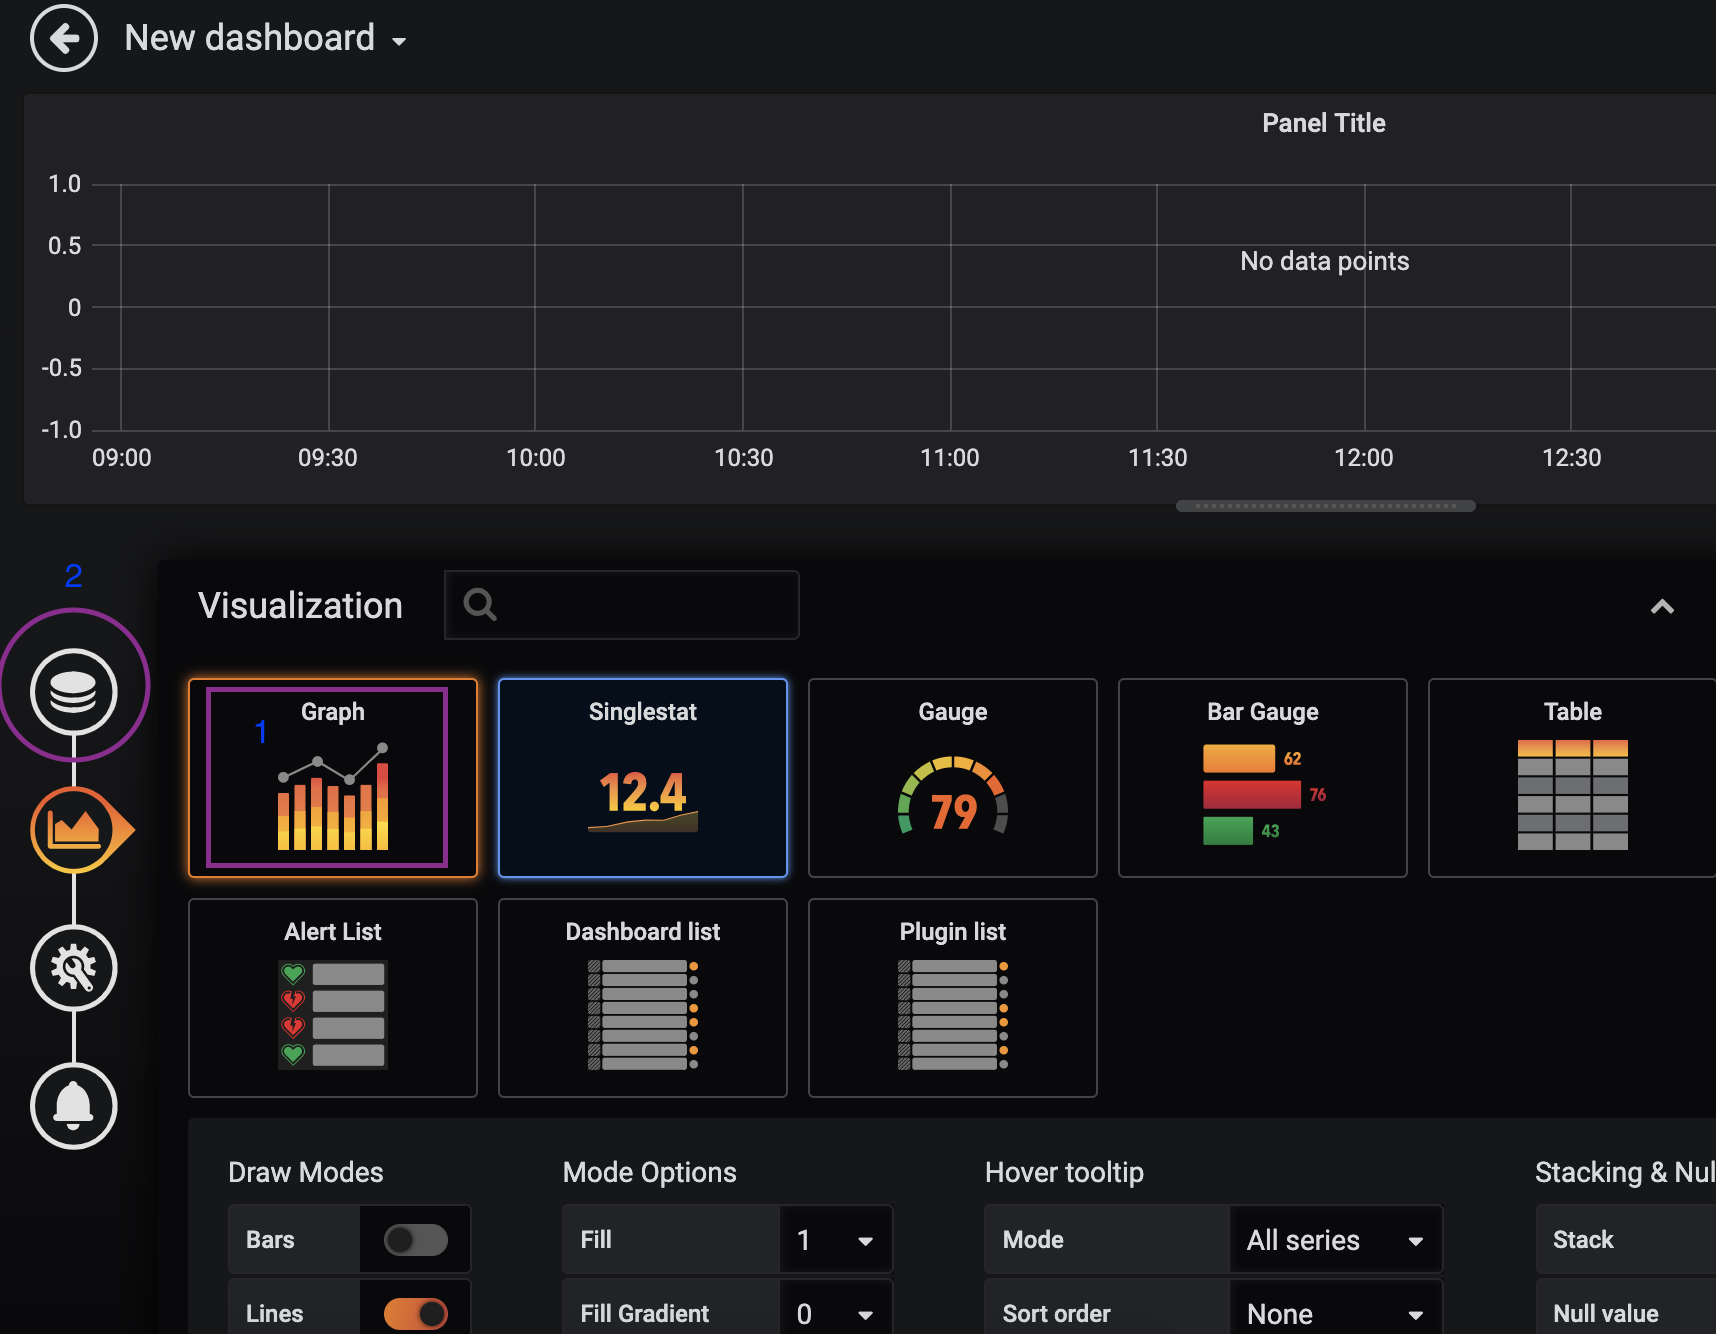 New dashboard
Panel Title
1.0
0.5
No data points
0
-0.5
-1.0
09:00 09:30 10:00 10:30 11:00 11:30 12:00 12:30
2
Visualization
Graph Singlestat Gauge Bar Gauge Table
1
12.4
79
62
76
43
Alert List Dashboard list Plugin list
Draw Modes Mode Options Hover tooltip Stacking & Nul
Bars Fill 1 Mode All series Stack
Lines Fill Gradient 0 Sort order None Null value